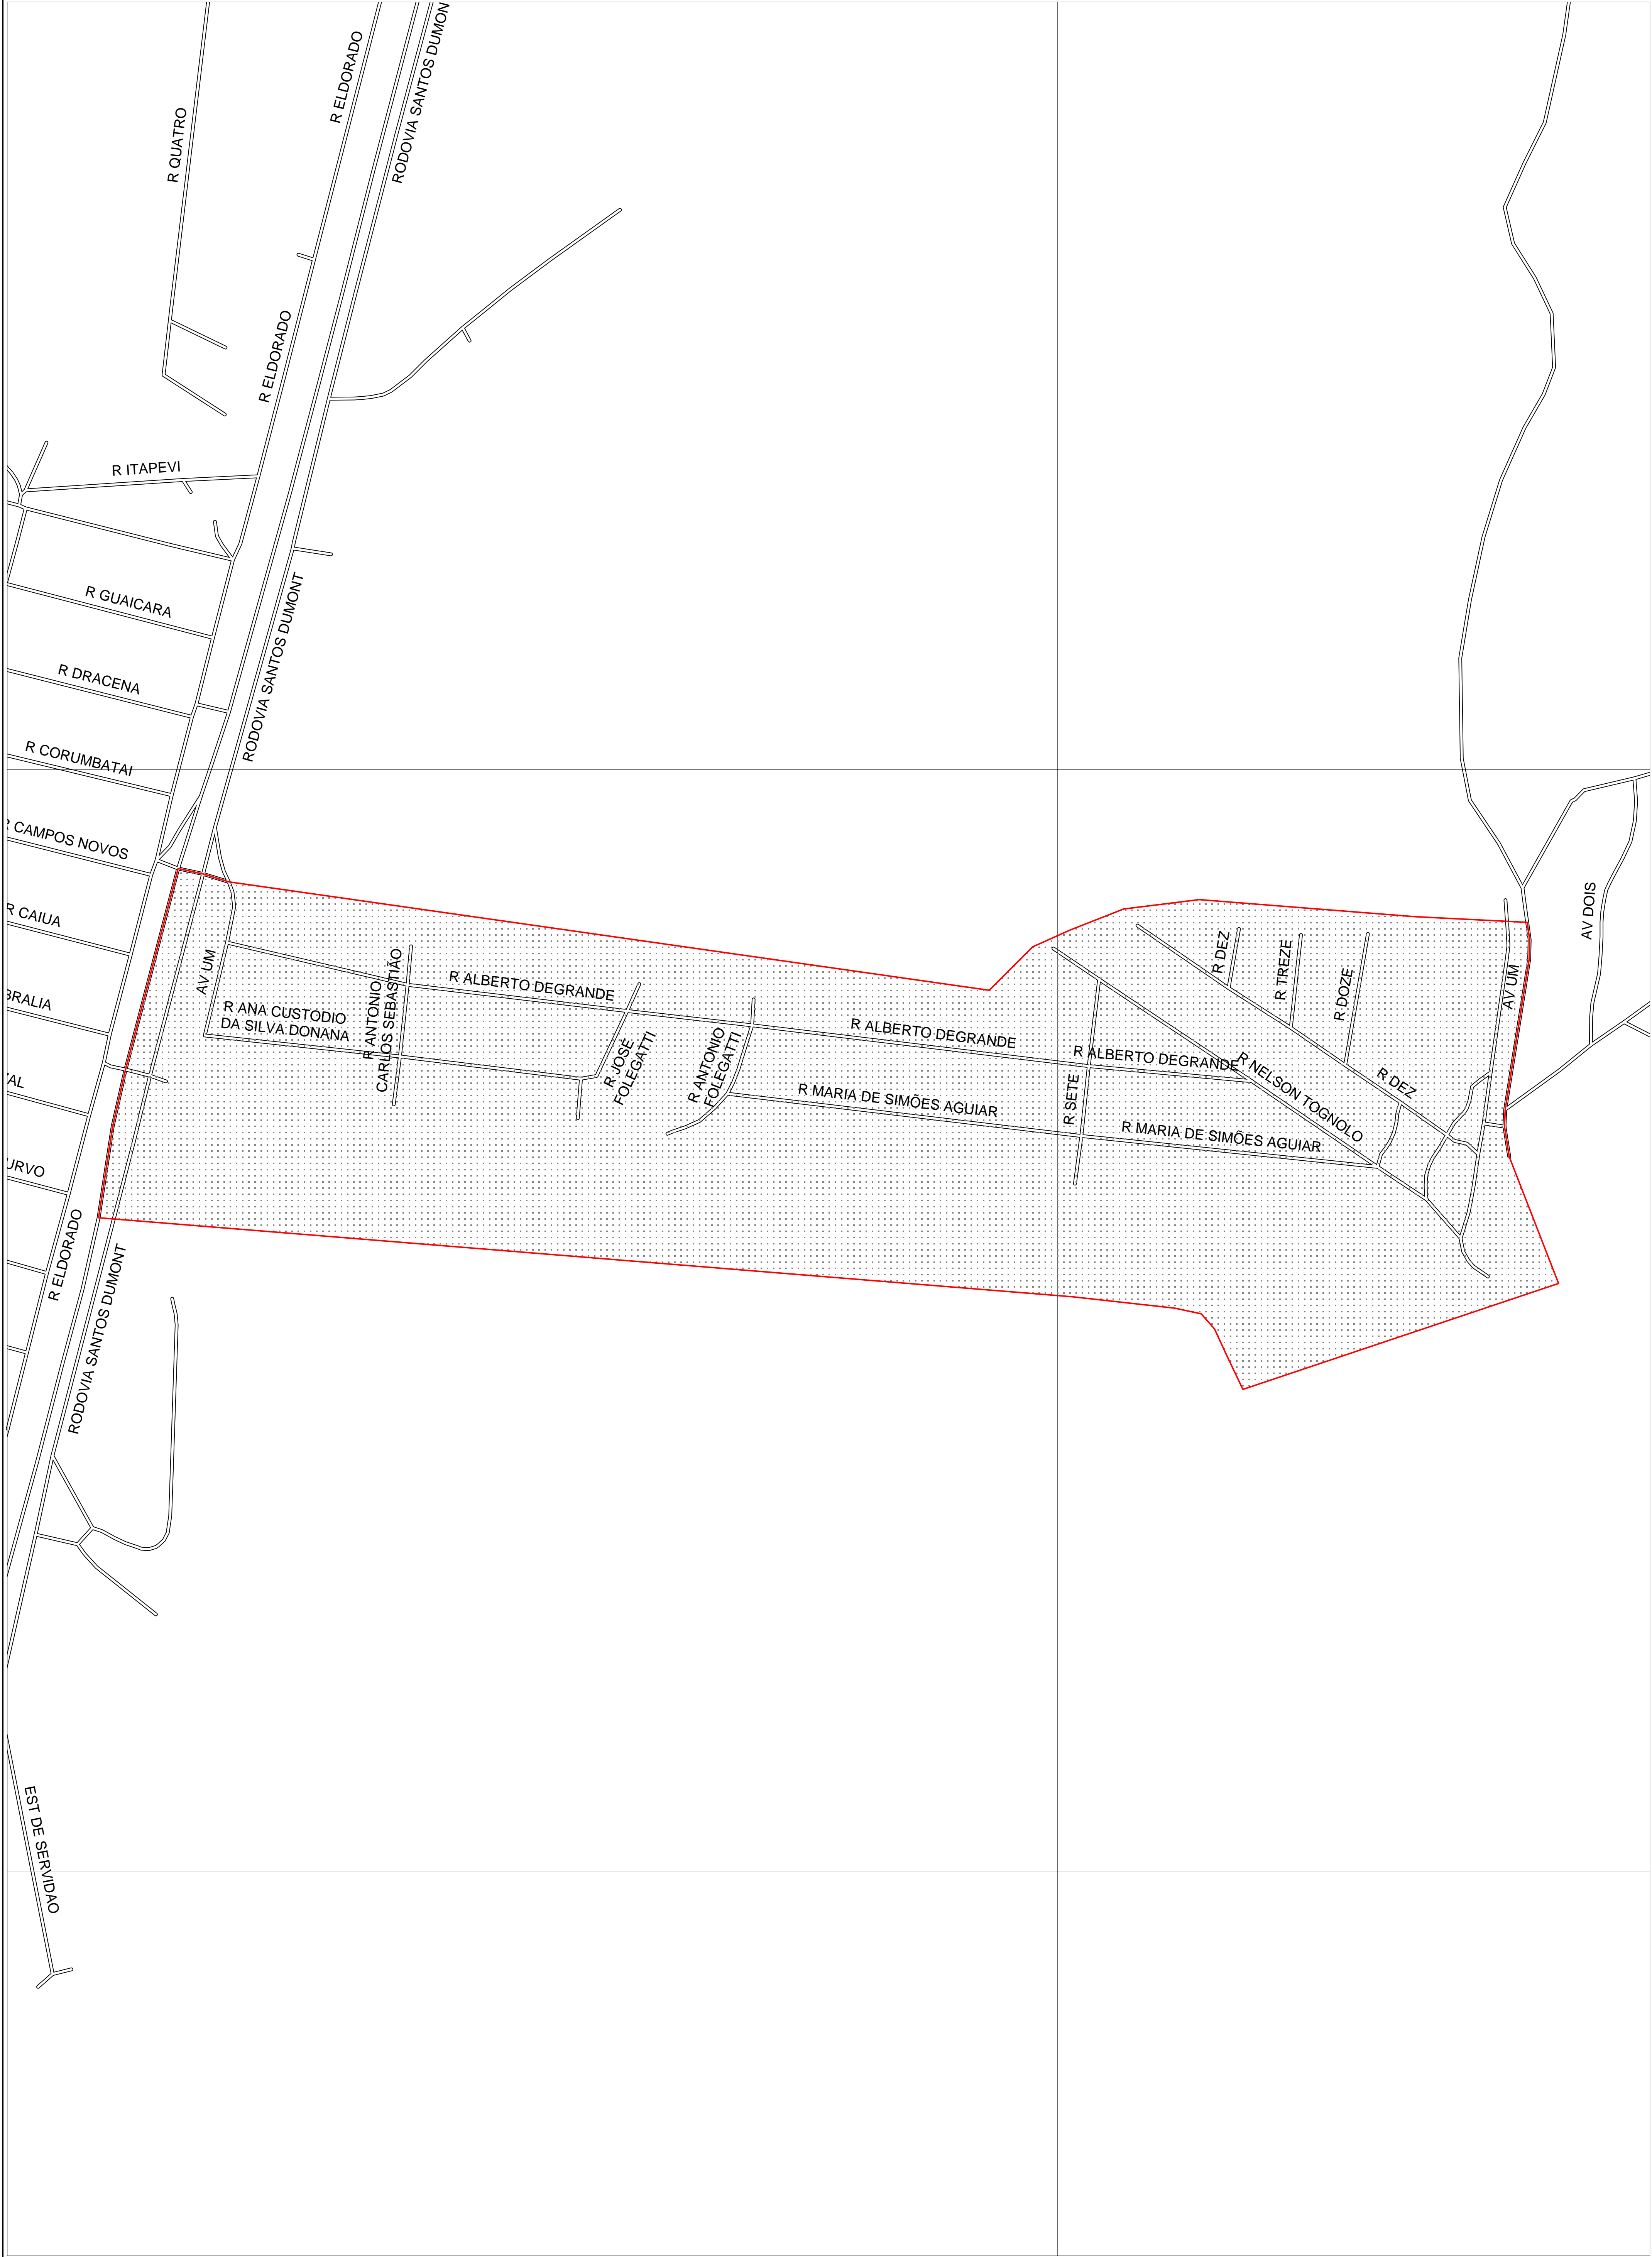 R ELDORADO
RODOVIA SANTOS DUMON
R QUATRO
R ELDORADO
R ITAPEVI
R GUAICARA
RODOVIA SANTOS DUMONT
R DRACENA
R CORUMBATAI
R CAMPOS NOVOS
R CAIUA
BRALIA
AL
URVO
R ELDORADO
RODOVIA SANTOS DUMONT
EST DE SERVIDAO
AV UM
R ANA CUSTODIO
DA SILVA DONANA
R ANTONIO
CARLOS SEBASTIÃO
R ALBERTO DEGRANDE
R JOSÉ
FOLEGATTI
R ANTONIO
FOLEGATTI
R ALBERTO DEGRANDE
R MARIA DE SIMÕES AGUIAR
R ALBERTO DEGRANDE
R SETE
R NELSON TOGNOLO
R MARIA DE SIMÕES AGUIAR
R DEZ
R TREZE
R DOZE
R DEZ
AV UM
AV DOIS